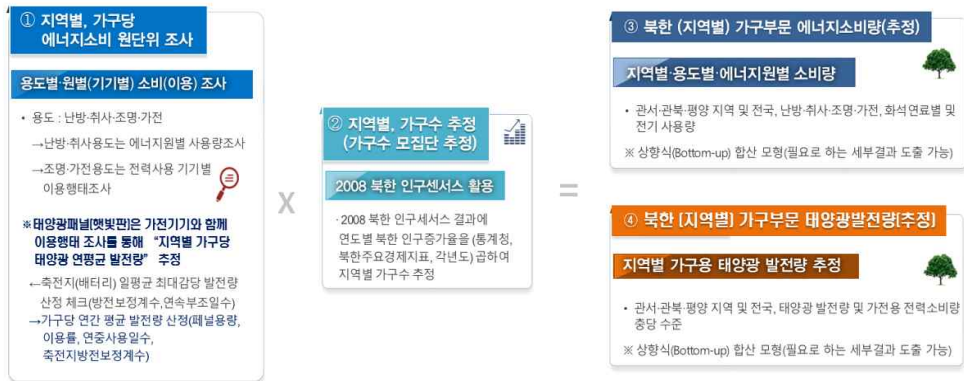 ① 지역별, 가구당
에너지소비 원단위 조사
용도별·원별(기기별) 소비(이용) 조사
• 용도 : 난방·취사·조명·가전
→난방·취사용도는 에너지원별 사용량조사
→조명·가전용도는 전력사용 기기별
이용행태조사
※태양광패널(햇빛판)은 가전기기와 함께
이용행태 조사를 통해 “지역별 가구당
태양광 연평균 발전량” 추정
←축전지(배터리) 일평균 최대감당 발전량
산정 체크(방전보정계수,연속부조일수)
→가구당 연간 평균 발전량 산정(페널용량,
이용률, 연중사용일수,
축전지방전보정계수)
X
② 지역별, 가구수 추정
(가구수 모집단 추정)
2008 북한 인구센서스 활용
· 2008 북한 인구세서스 결과에
연도별 북한 인구증가율을 (통계청,
북한주요경제지표, 각년도) 곱하여
지역별 가구수 추정
=
③ 북한 (지역별) 가구부문 에너지소비량(추정)
지역별·용도별·에너지원별 소비량
• 관서·관북·평양 지역 및 전국, 난방·취사·조명·가전, 화석연료별 및
전기 사용량
※ 상향식(Bottom-up) 합산 모형(필요로 하는 세부결과 도출 가능)
④ 북한 [지역별] 가구부문 태양광발전량[추정]
지역별 가구용 태양광 발전량 추정
• 관서·관북·평양 지역 및 전국, 태양광 발전량 및 가전용 전력소비량
충당 수준
※ 상향식(Bottom-up) 합산 모형(필요로 하는 세부결과 도출 가능)